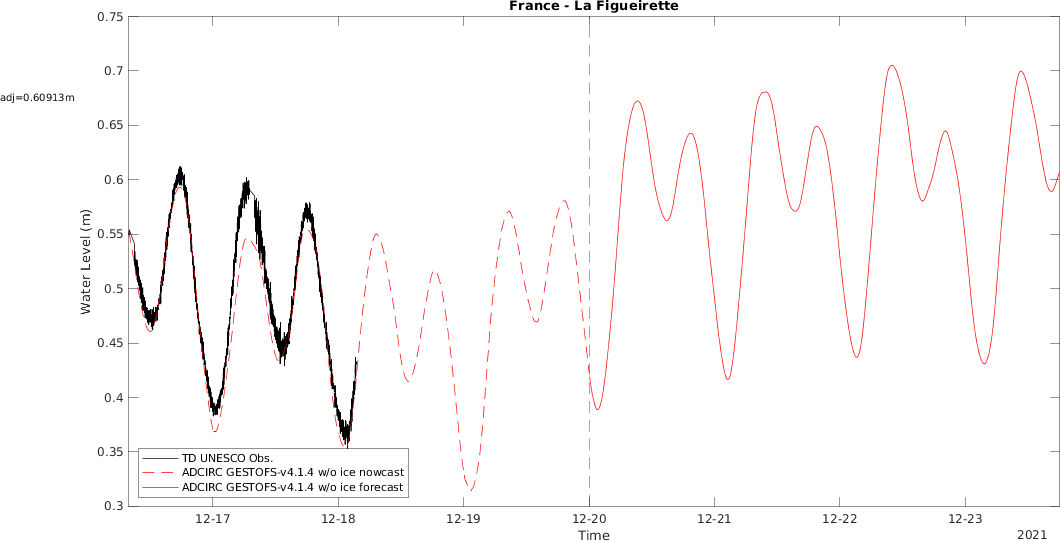 France - La Figueirette
adj=0.60913m
Water Level (m)
0.75
0.7
0.65
0.6
0.55
0.5
0.45
0.4
0.35
0.3
TD UNESCO Obs.
ADCIRC GESTOFS-v4.1.4 w/o ice nowcast
ADCIRC GESTOFS-v4.1.4 w/o ice forecast
12-17 12-18 12-19 12-20 12-21 12-22 12-23
Time
2021